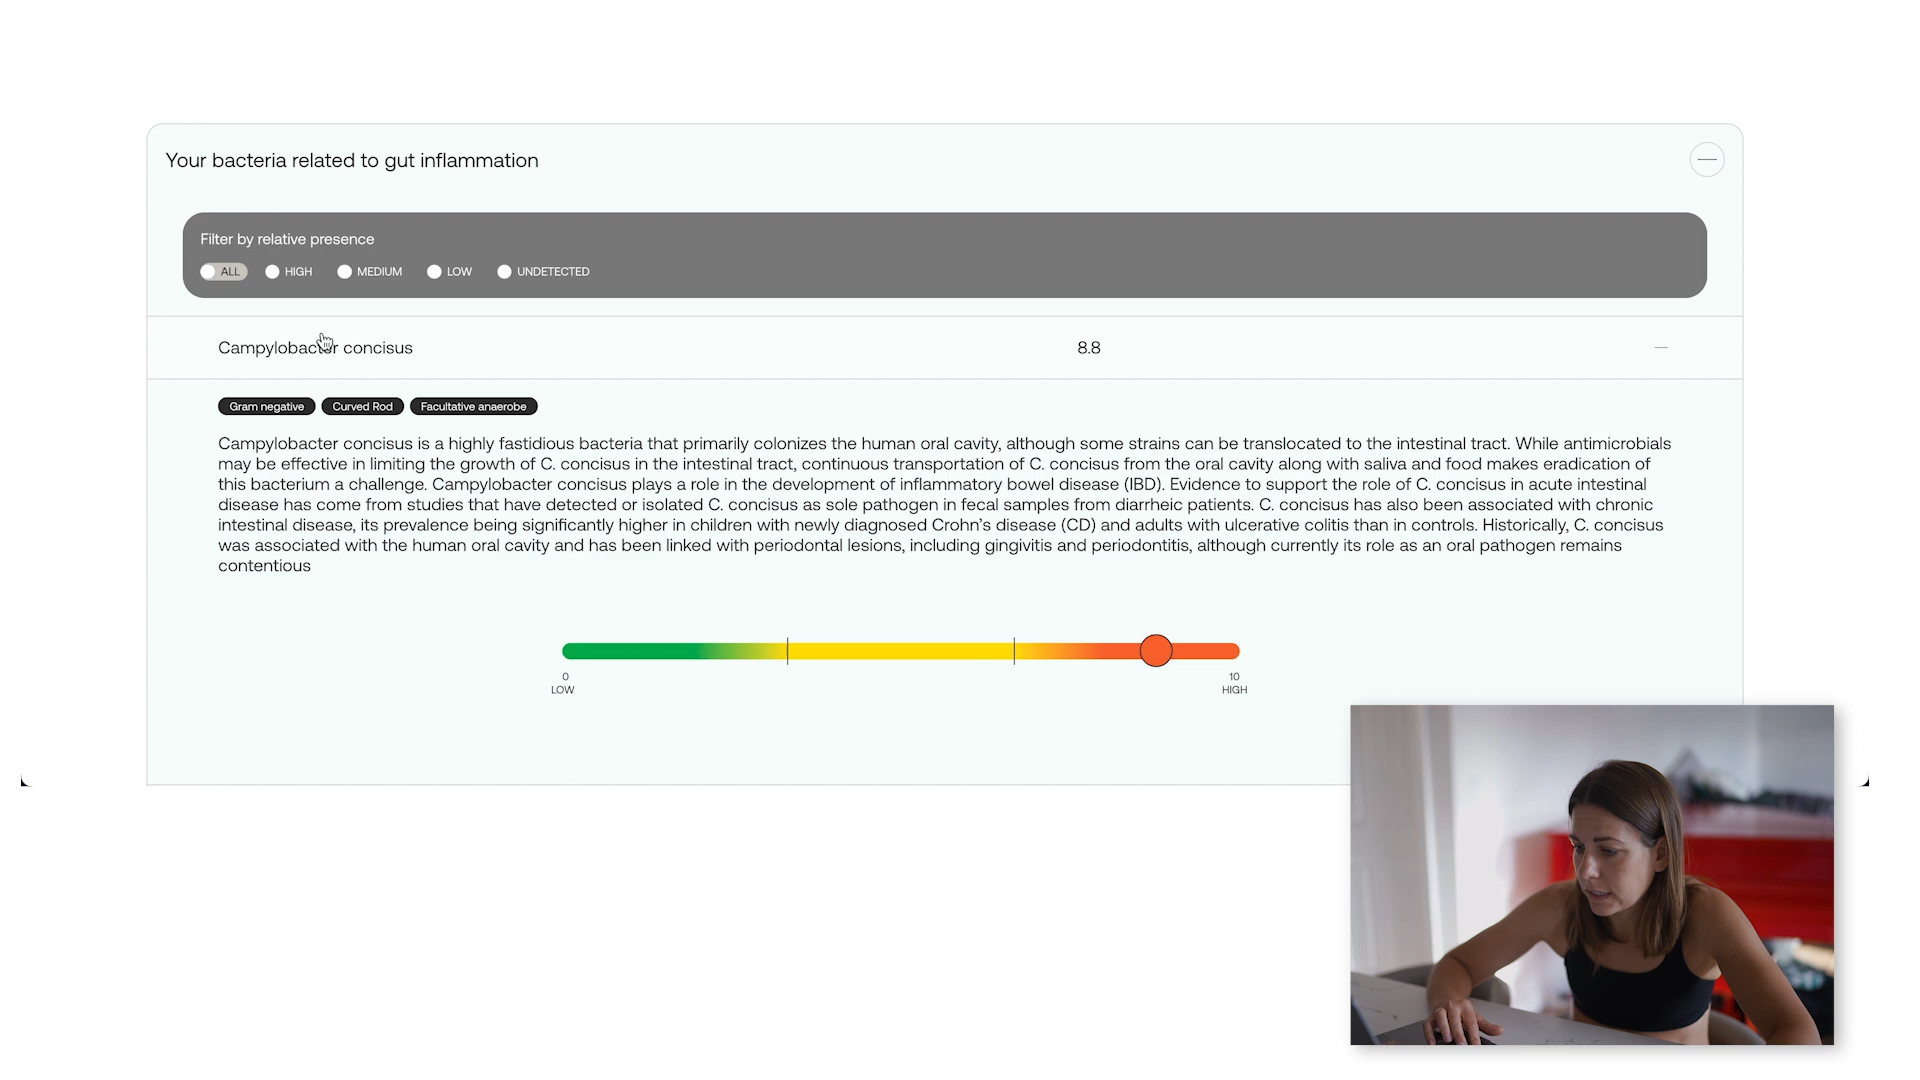 Your bacteria related to gut inflammation
Filter by relative presence
ALL HIGH MEDIUM LOW UNDETECTED
Campylobacter concisus 8.8
Gram negative Curved Rod Facultative anaerobe
Campylobacter concisus is a highly fastidious bacteria that primarily colonizes the human oral cavity, although some strains can be translocated to the intestinal tract. While antimicrobials
may be effective in limiting the growth of C. concisus in the intestinal tract, continuous transportation of C. concisus from the oral cavity along with saliva and food makes eradication of
this bacterium a challenge. Campylobacter concisus plays a role in the development of inflammatory bowel disease (IBD). Evidence to support the role of C. concisus in acute intestinal
disease has come from studies that have detected or isolated C. concisus as sole pathogen in fecal samples from diarrheic patients. C. concisus has also been associated with chronic
intestinal disease, its prevalence being significantly higher in children with newly diagnosed Crohn's disease (CD) and adults with ulcerative colitis than in controls. Historically, C. concisus
was associated with the human oral cavity and has been linked with periodontal lesions, including gingivitis and periodontitis, although currently its role as an oral pathogen remains
contentious
0 10
LOW HIGH